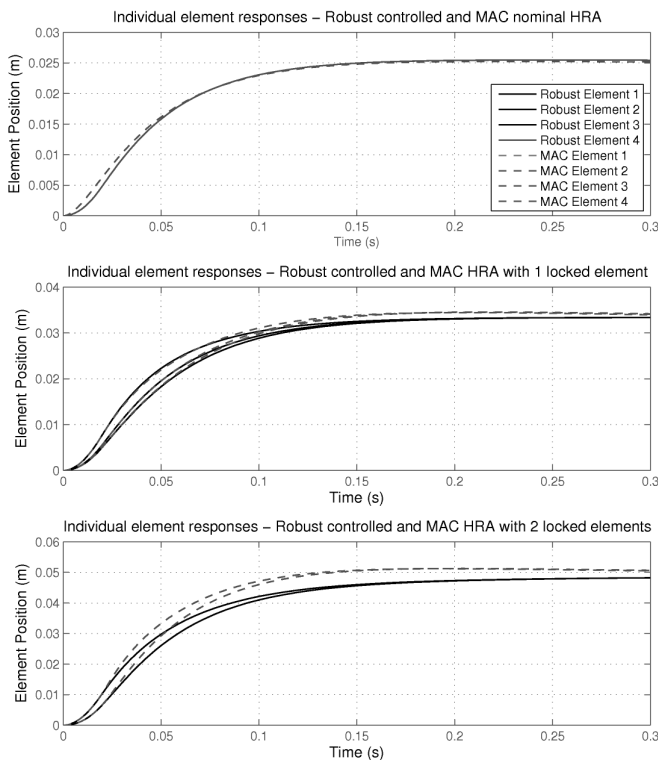 Individual element responses – Robust controlled and MAC nominal HRA
Element Position (m)
0.03
0.025
0.02
0.015
0.01
0.005
0
Robust Element 1
Robust Element 2
Robust Element 3
Robust Element 4
MAC Element 1
MAC Element 2
MAC Element 3
MAC Element 4
0 0.05 0.1 0.15 0.2 0.25 0.3
Time (s)
Individual element responses – Robust controlled and MAC HRA with 1 locked element
Element Position (m)
0.04
0.03
0.02
0.01
0
0 0.05 0.1 0.15 0.2 0.25 0.3
Time (s)
Individual element responses – Robust controlled and MAC HRA with 2 locked elements
Element Position (m)
0.06
0.05
0.04
0.03
0.02
0.01
0
0 0.05 0.1 0.15 0.2 0.25 0.3
Time (s)